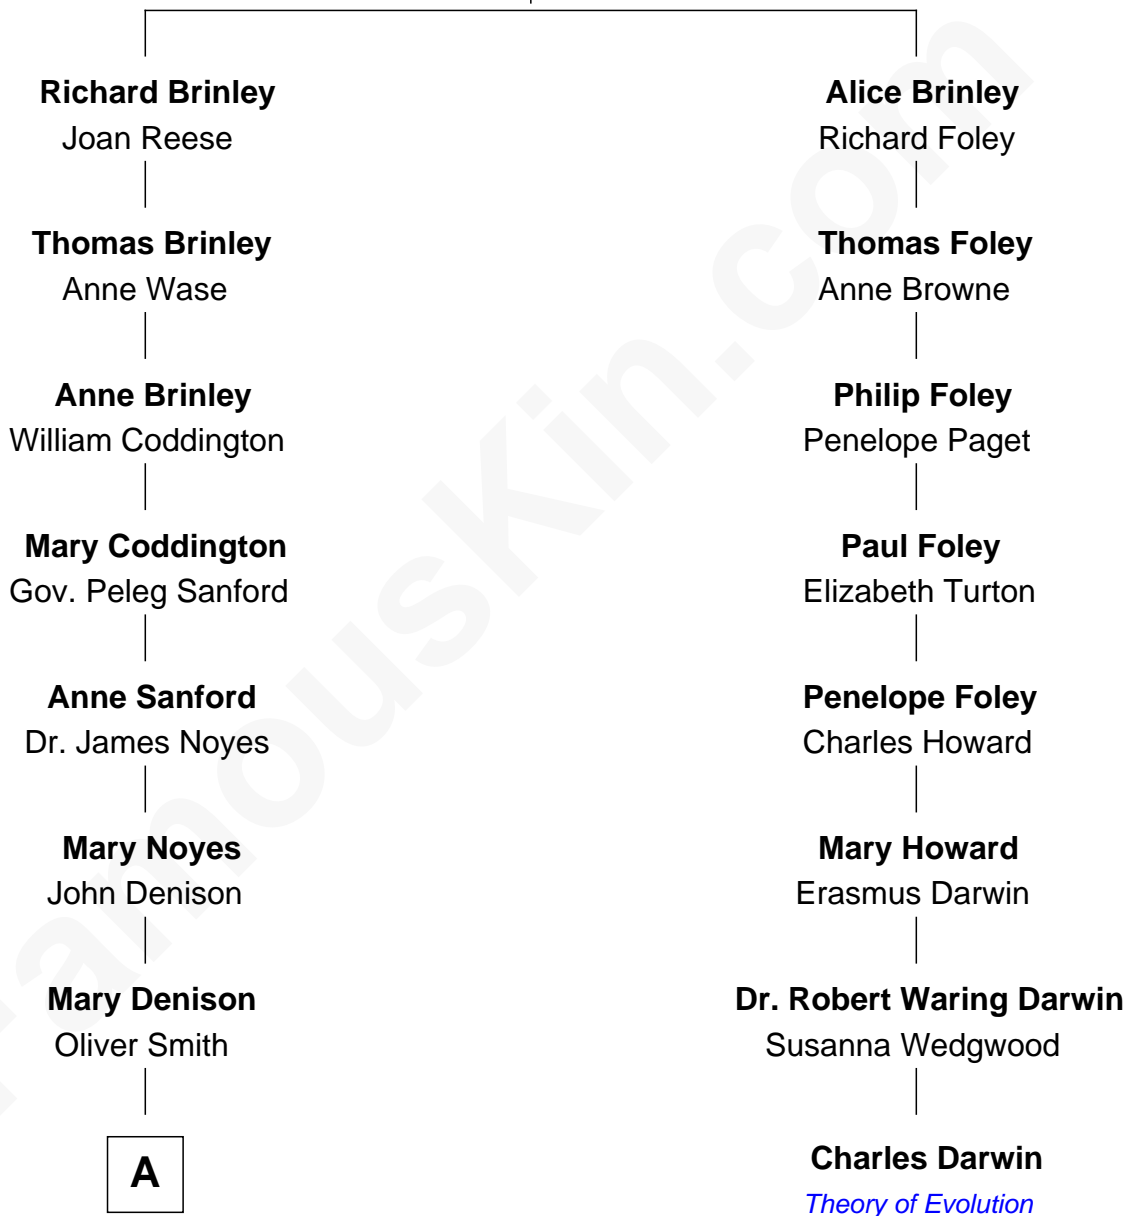 Richard Brinley
Joan Reese
Alice Brinley
Richard Foley
Thomas Brinley
Anne Wase
Thomas Foley
Anne Browne
Anne Brinley
William Coddington
Philip Foley
Penelope Paget
Mary Coddington
Gov. Peleg Sanford
Paul Foley
Elizabeth Turton
Anne Sanford
Dr. James Noyes
Penelope Foley
Charles Howard
Mary Noyes
John Denison
Mary Howard
Erasmus Darwin
Mary Denison
Oliver Smith
Dr. Robert Waring Darwin
Susanna Wedgwood
A
Charles Darwin
Theory of Evolution
FamousKin.com